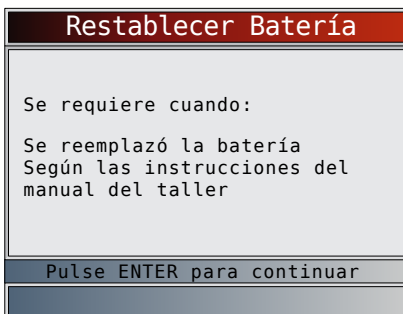 Restablecer Batería
Se requiere cuando:
Se reemplazó la batería
Según las instrucciones del
manual del taller
Pulse ENTER para continuar